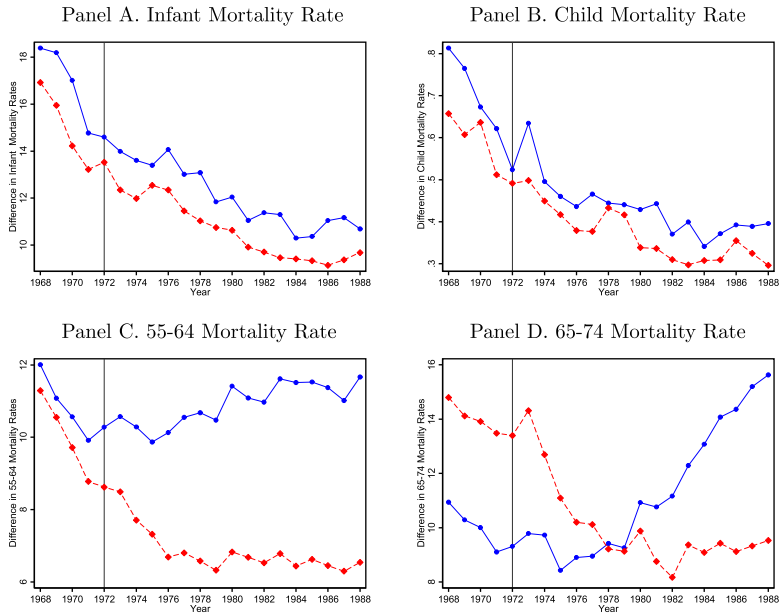 Panel A. Infant Mortality Rate
Difference in Infant Mortality Rates
18
16
14
12
10
1968 1970 1972 1974 1976 1978 1980 1982 1984 1986 1988
Year
Panel B. Child Mortality Rate
Difference in Child Mortality Rates
.8
.7
.6
.5
.4
.3
1968 1970 1972 1974 1976 1978 1980 1982 1984 1986 1988
Year
Panel C. 55-64 Mortality Rate
Difference in 55-64 Mortality Rates
12
10
8
6
1968 1970 1972 1974 1976 1978 1980 1982 1984 1986 1988
Year
Panel D. 65-74 Mortality Rate
Difference in 65-74 Mortality Rates
16
14
12
10
8
1968 1970 1972 1974 1976 1978 1980 1982 1984 1986 1988
Year